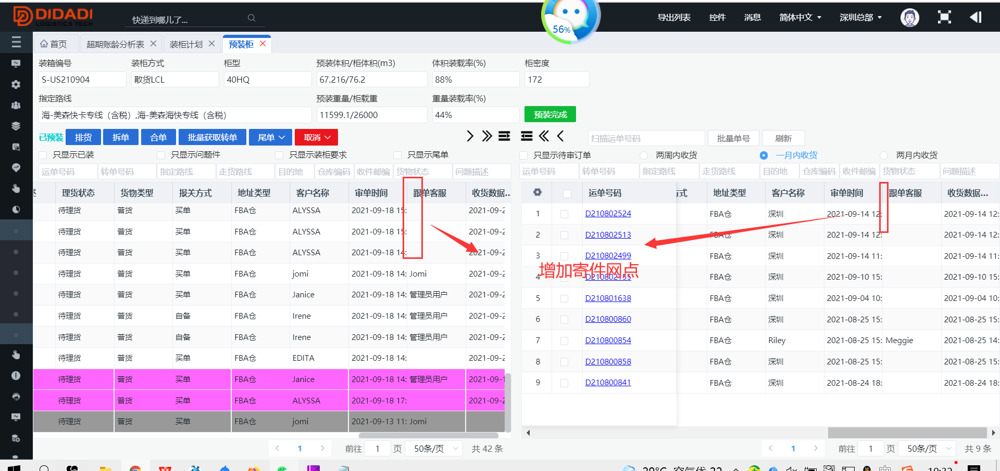 DIDADI
LOGISTICS TECH
快递到哪儿了...
56%
导出列表 控件 消息 简体中文 深圳总部
首页 超期账龄分析表 装柜计划 预装柜
装箱编号 装柜方式 柜型 预装体积/柜体积(m3) 体积装载率(%) 柜密度
S-US210904 散货LCL 40HQ 67.216/76.2 88% 172
指定路线 预装重量/柜载重 重量装载率(%)
海-美森快卡专线（含税）,海-美森海快专线（含税） 11599.1/26000 44% 预装完成
已预装 排货 拆单 合单 批量获取转单 尾单 取消 扫描运单号码 批量单号 刷新
只显示已装 只显示问题件 只显示装柜要求 只显示尾单 只显示待审订单 两周内收货 一月内收货 两月内收货
运单号码 转单号码 指定路线 走货路线 目的地 仓库编码 收件邮编 货物状态 问题描述 运单号码 转单号码 指定路线 走货路线 目的地 仓库编码 收件邮编 货物状态 问题描述
理货状态 货物类型 报关方式 地址类型 客户名称 审单时间 跟单客服 收货数据... 运单号码 方式 地址类型 客户名称 审单时间 跟单客服 收货数据...
待理货 普货 买单 FBA仓 ALYSSA 2021-09-18 15: 2021-09-2 1 D210802524 FBA仓 深圳 2021-09-14 12: 2021-09-14 12:
待理货 普货 买单 FBA仓 ALYSSA 2021-09-18 15: 2021-09-2 2 D210802513 FBA仓 深圳 2021-09-14 12: 2021-09-14 12:
待理货 普货 买单 FBA仓 ALYSSA 2021-09-18 14: 2021-09-2 3 D210802499 FBA仓 深圳 2021-09-14 11: 2021-09-14 11:
增加寄件网点
待理货 普货 买单 FBA仓 jomi 2021-09-18 14: Jomi 2021-09-2 4 D210802155 FBA仓 深圳 2021-09-10 15: 2021-09-10 15:
待理货 普货 买单 FBA仓 Janice 2021-09-18 14: 管理员用户 2021-09-2 5 D210801638 FBA仓 深圳 2021-09-04 10: 2021-09-04 10:
待理货 普货 自备 FBA仓 Irene 2021-09-18 14: 管理员用户 2021-09-2 6 D210800860 FBA仓 深圳 2021-08-25 15: 2021-08-25 15:
待理货 普货 自备 FBA仓 Irene 2021-09-18 14: 管理员用户 2021-09-2 7 D210800854 FBA仓 Riley 2021-08-25 15: Meggie 2021-08-25 14:
待理货 普货 买单 FBA仓 EDITA 2021-09-18 14: 2021-09-2 8 D210800858 FBA仓 深圳 2021-08-25 15: 2021-08-25 15:
待理货 普货 买单 FBA仓 Janice 2021-09-18 14: 管理员用户 2021-09-1 9 D210800841 FBA仓 深圳 2021-08-24 18: 2021-08-24 18:
待理货 普货 买单 FBA仓 ALYSSA 2021-09-18 17: 2021-09-2
待理货 普货 买单 FBA仓 jomi 2021-09-13 11: Jomi
1 前往 1 页 50条/页 共 42 条 1 前往 1 页 50条/页 共 9 条
29°C 空气优 22 中 10:32